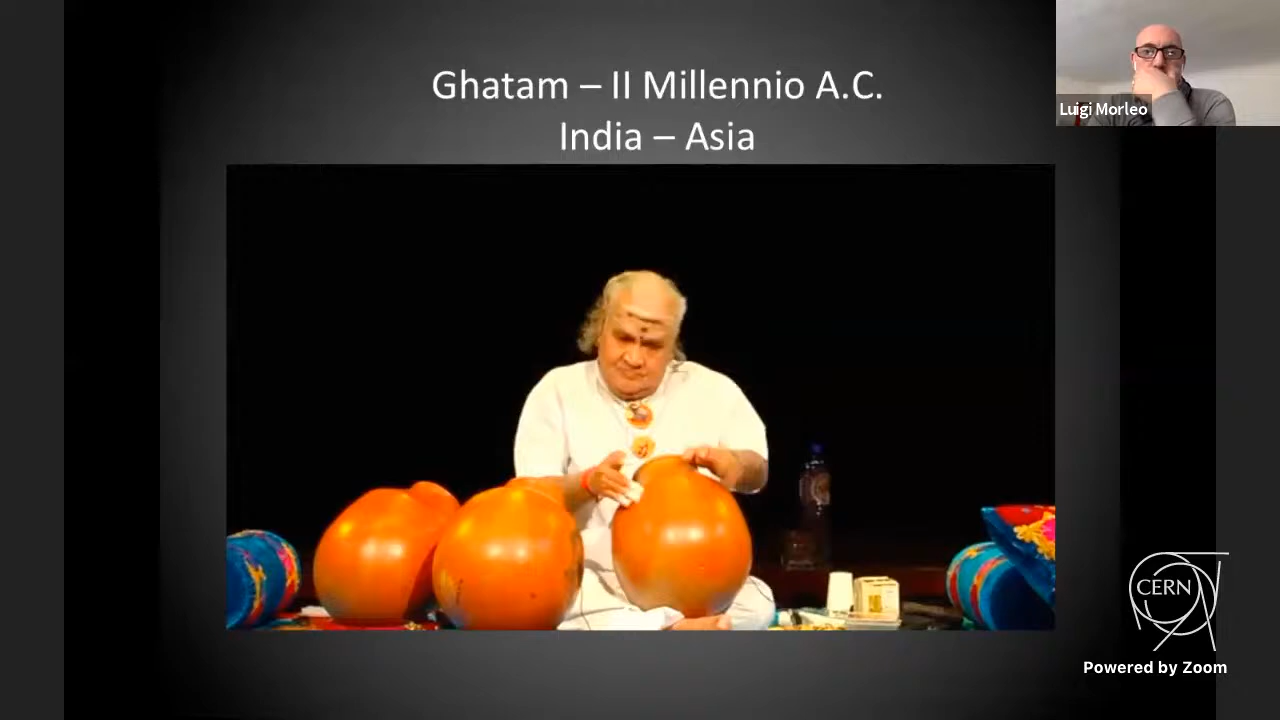 Ghatam – II Millennio A.C.
India – Asia
Luigi Morleo
CERN
Powered by Zoom